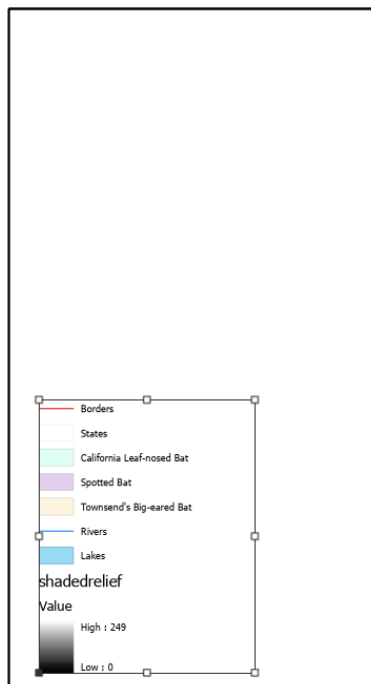 Borders
States
California Leaf-nosed Bat
Spotted Bat
Townsend's Big-eared Bat
Rivers
Lakes
shadedrelief
Value
High : 249
Low : 0